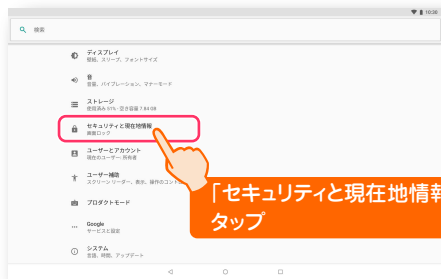 10:36
検索
ディスプレイ
壁紙、スリープ、フォントサイズ
音
音量、バイブレーション、マナーモード
ストレージ
使用済み 51% - 空き容量 7.84 GB
セキュリティと現在地情報
画面ロック
ユーザーとアカウント
現在のユーザー: 所有者
ユーザー補助
スクリーン リーダー、表示、操作のコント
プロダクトモード
Google
サービスと設定
システム
言語、時間、アップデート
「セキュリティと現在地情報
タップ